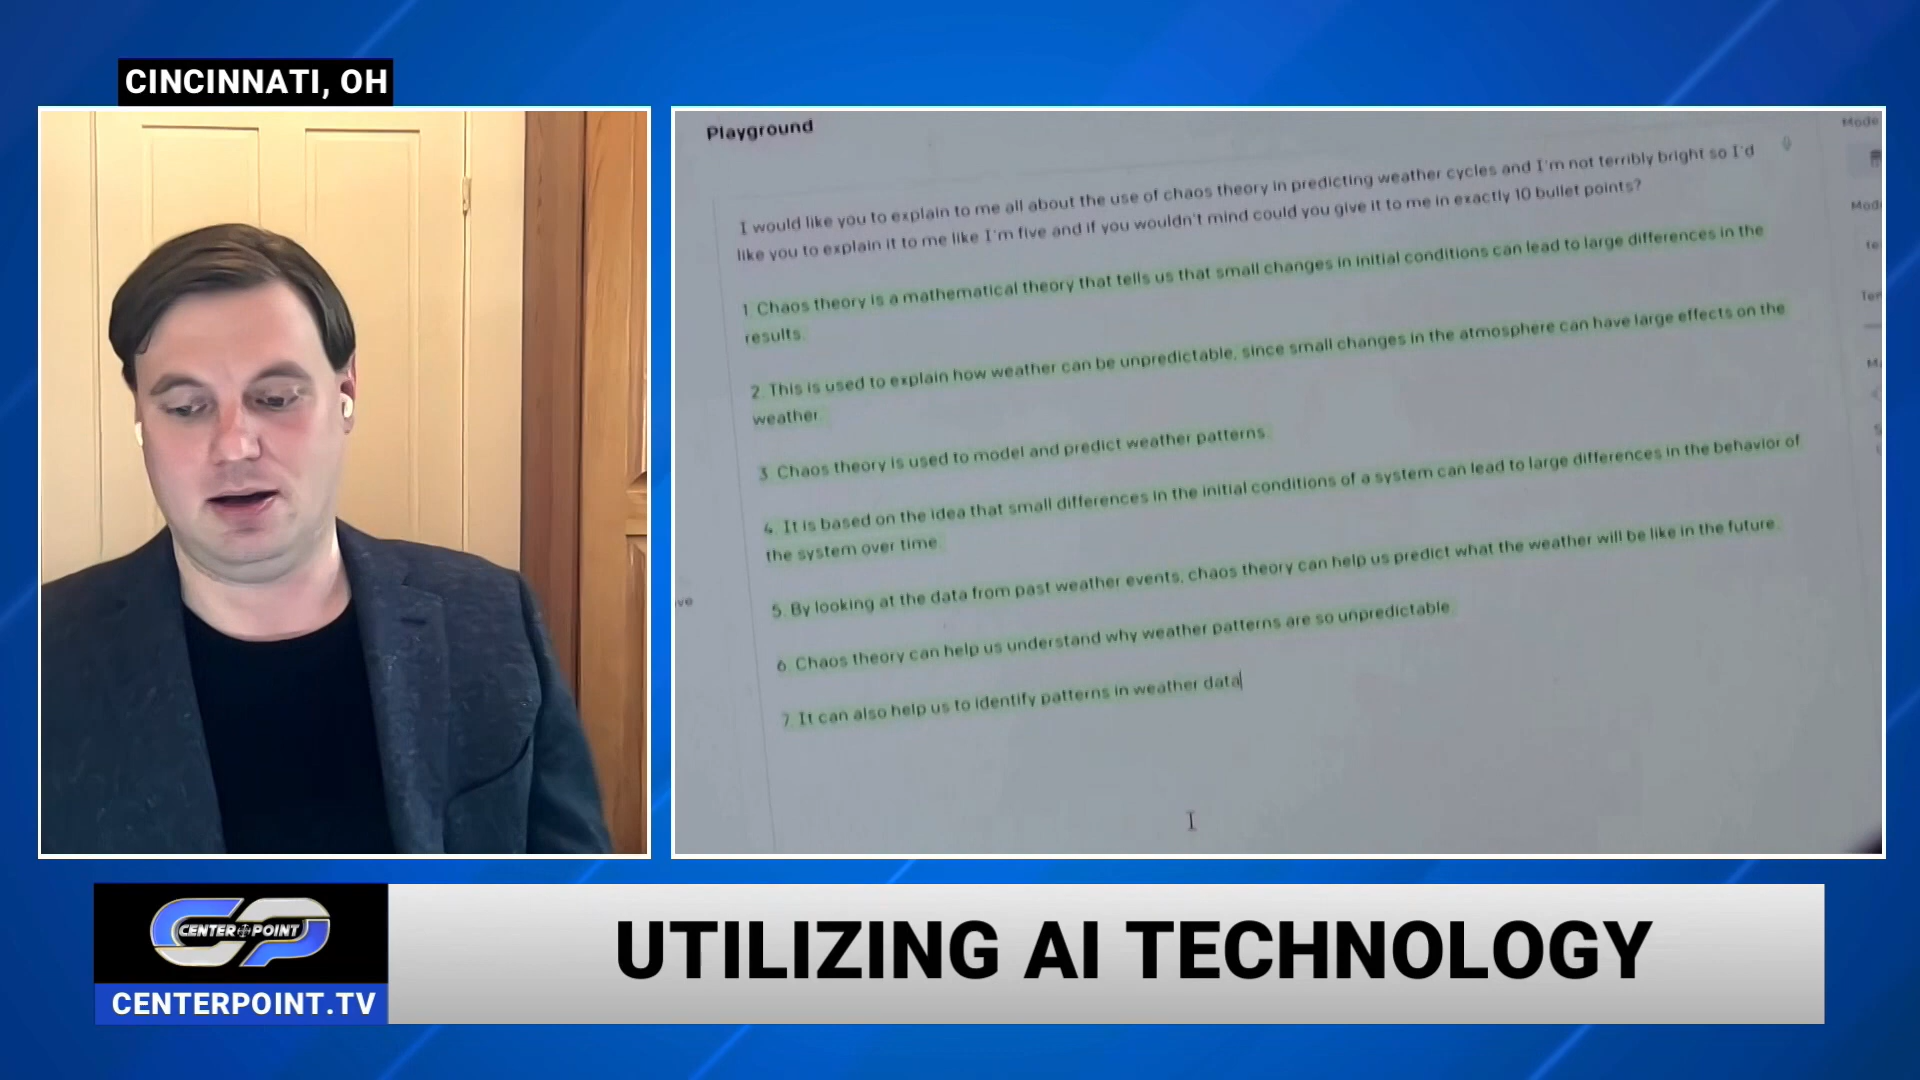 CINCINNATI, OH
Playground
Mode
I would like you to explain to me all about the use of chaos theory in predicting weather cycles and I'm not terribly bright so I'd
like you to explain it to me like I'm five and if you wouldn't mind could you give it to me in exactly 10 bullet points?
1. Chaos theory is a mathematical theory that tells us that small changes in initial conditions can lead to large differences in the
results.
2. This is used to explain how weather can be unpredictable, since small changes in the atmosphere can have large effects on the
weather.
3. Chaos theory is used to model and predict weather patterns.
4. It is based on the idea that small differences in the initial conditions of a system can lead to large differences in the behavior of
the system over time.
5. By looking at the data from past weather events, chaos theory can help us predict what the weather will be like in the future.
6. Chaos theory can help us understand why weather patterns are so unpredictable.
7. It can also help us to identify patterns in weather data
CENTER POINT
CENTERPOINT.TV
UTILIZING AI TECHNOLOGY